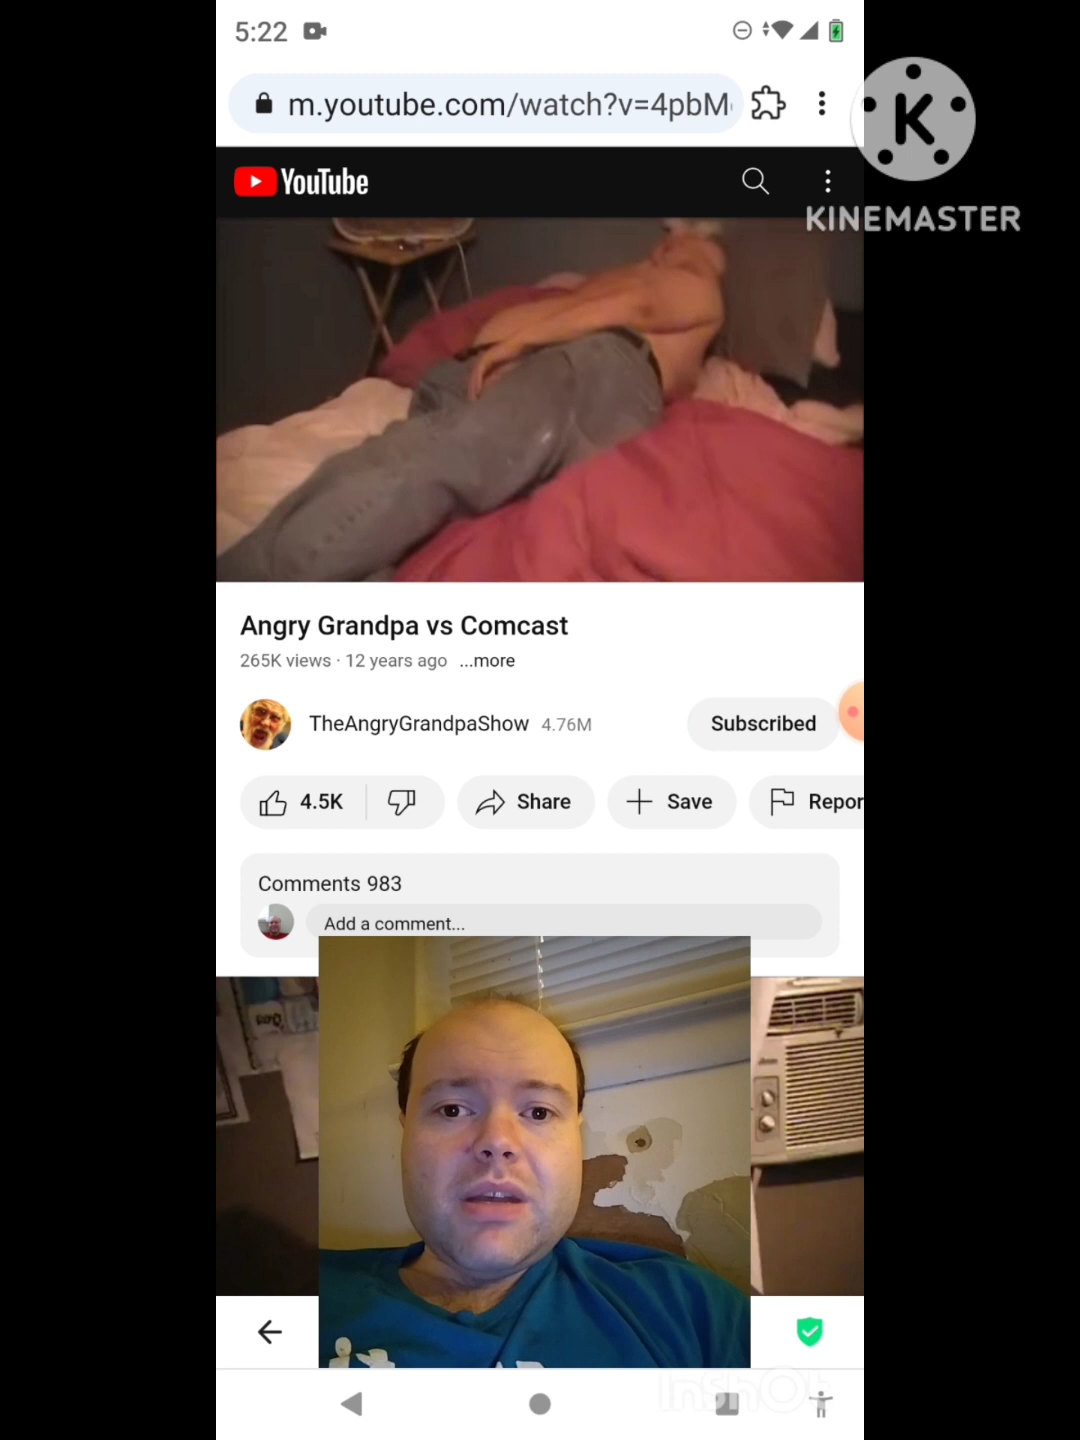 5:22
m.youtube.com/watch?v=4pbM
K
KINEMASTER
YouTube
Angry Grandpa vs Comcast
265K views · 12 years ago ...more
TheAngryGrandpaShow 4.76M
Subscribed
4.5K
Share
Save
Repor
Comments 983
Add a comment...
InShOt